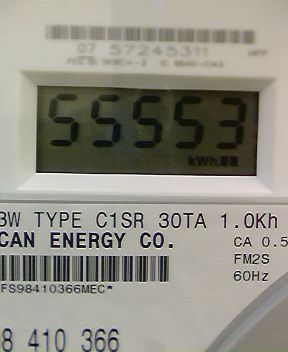 07 57245311
55553
kWh
3W TYPE C1SR 30TA 1.0Kh
CAN ENERGY CO.
CA 0.5
FM2S
60Hz
FS98410366MEC*
8 410 366